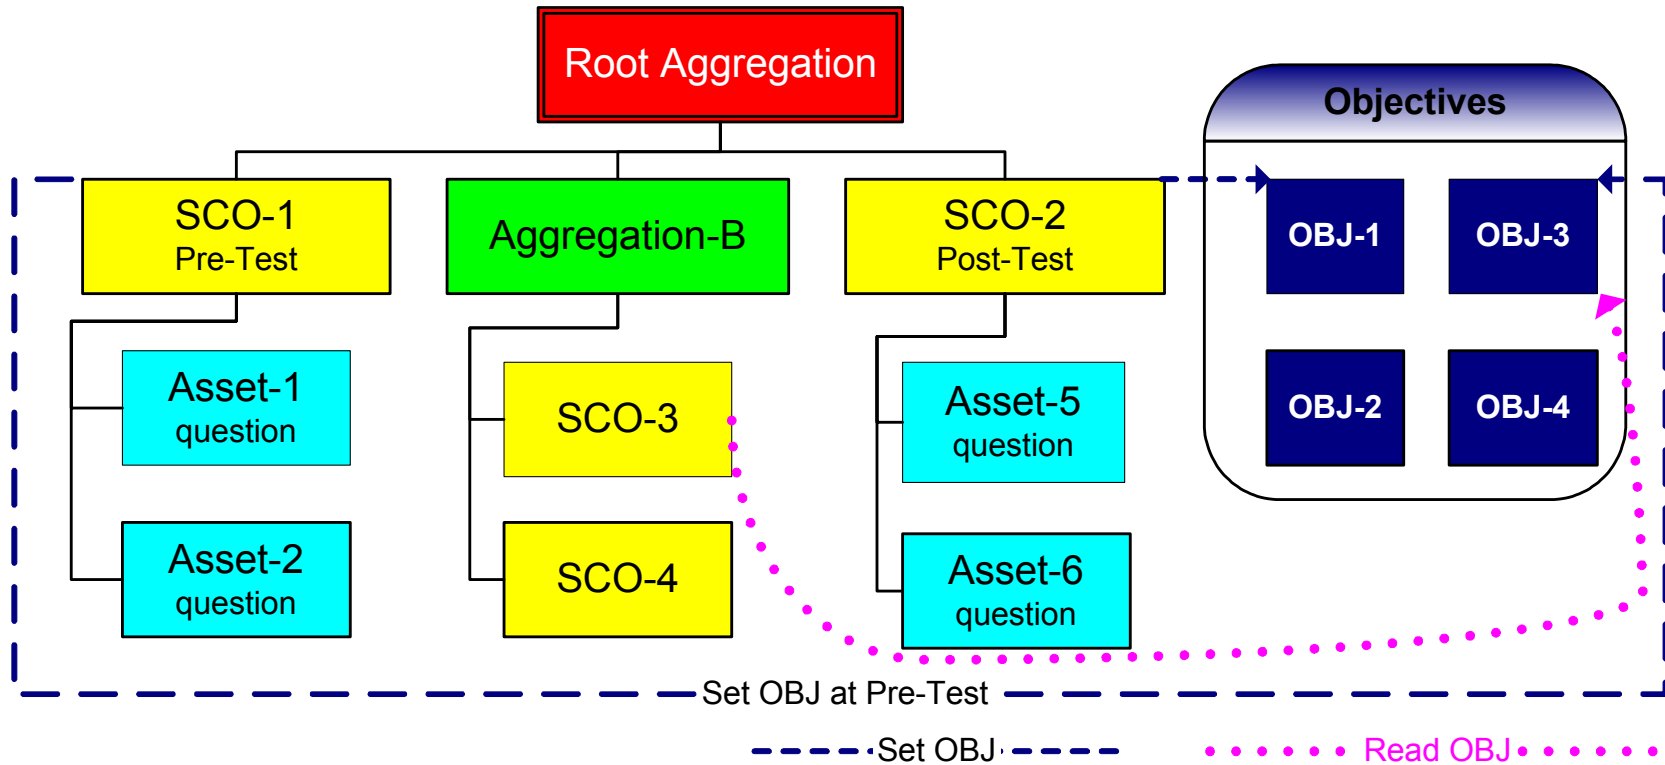 Root Aggregation
Objectives
SCO-1
Pre-Test
Aggregation-B
SCO-2
Post-Test
OBJ-1
OBJ-3
Asset-1
question
SCO-3
Asset-5
question
OBJ-2
OBJ-4
Asset-2
question
SCO-4
Asset-6
question
Set OBJ at Pre-Test
Set OBJ
Read OBJ